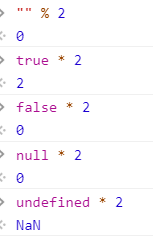 "" % 2
0
true * 2
2
false * 2
0
null * 2
0
undefined * 2
NaN